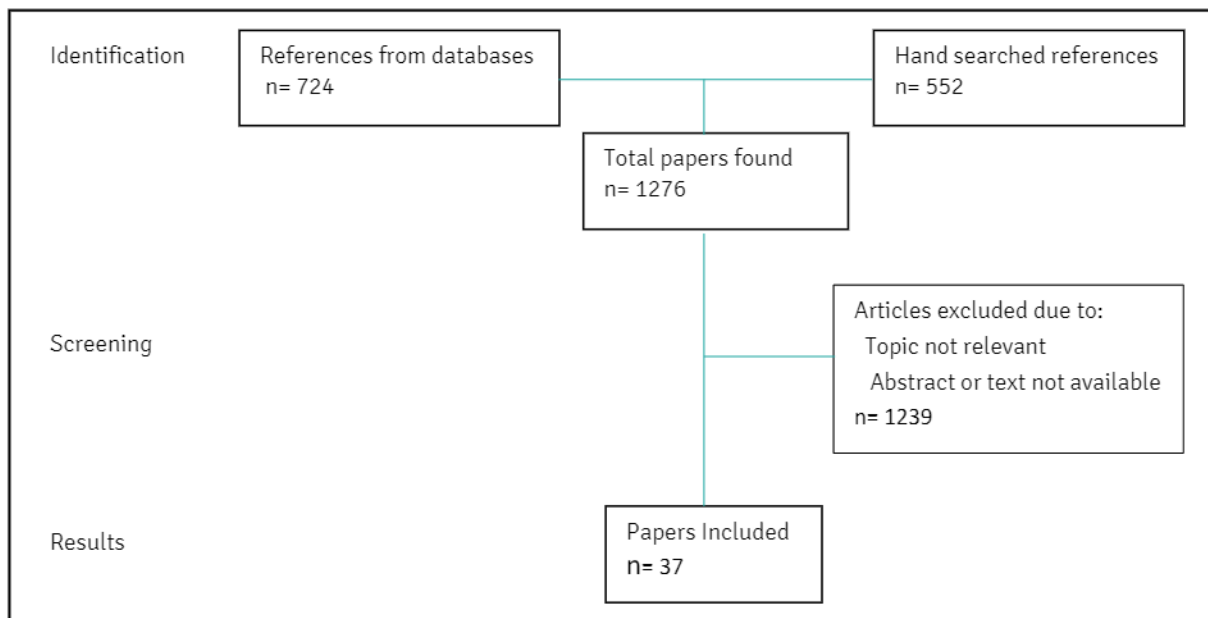 Identification
References from databases
n= 724
Hand searched references
n= 552
Total papers found
n= 1276
Screening
Articles excluded due to:
Topic not relevant
Abstract or text not available
n= 1239
Results
Papers Included
n= 37